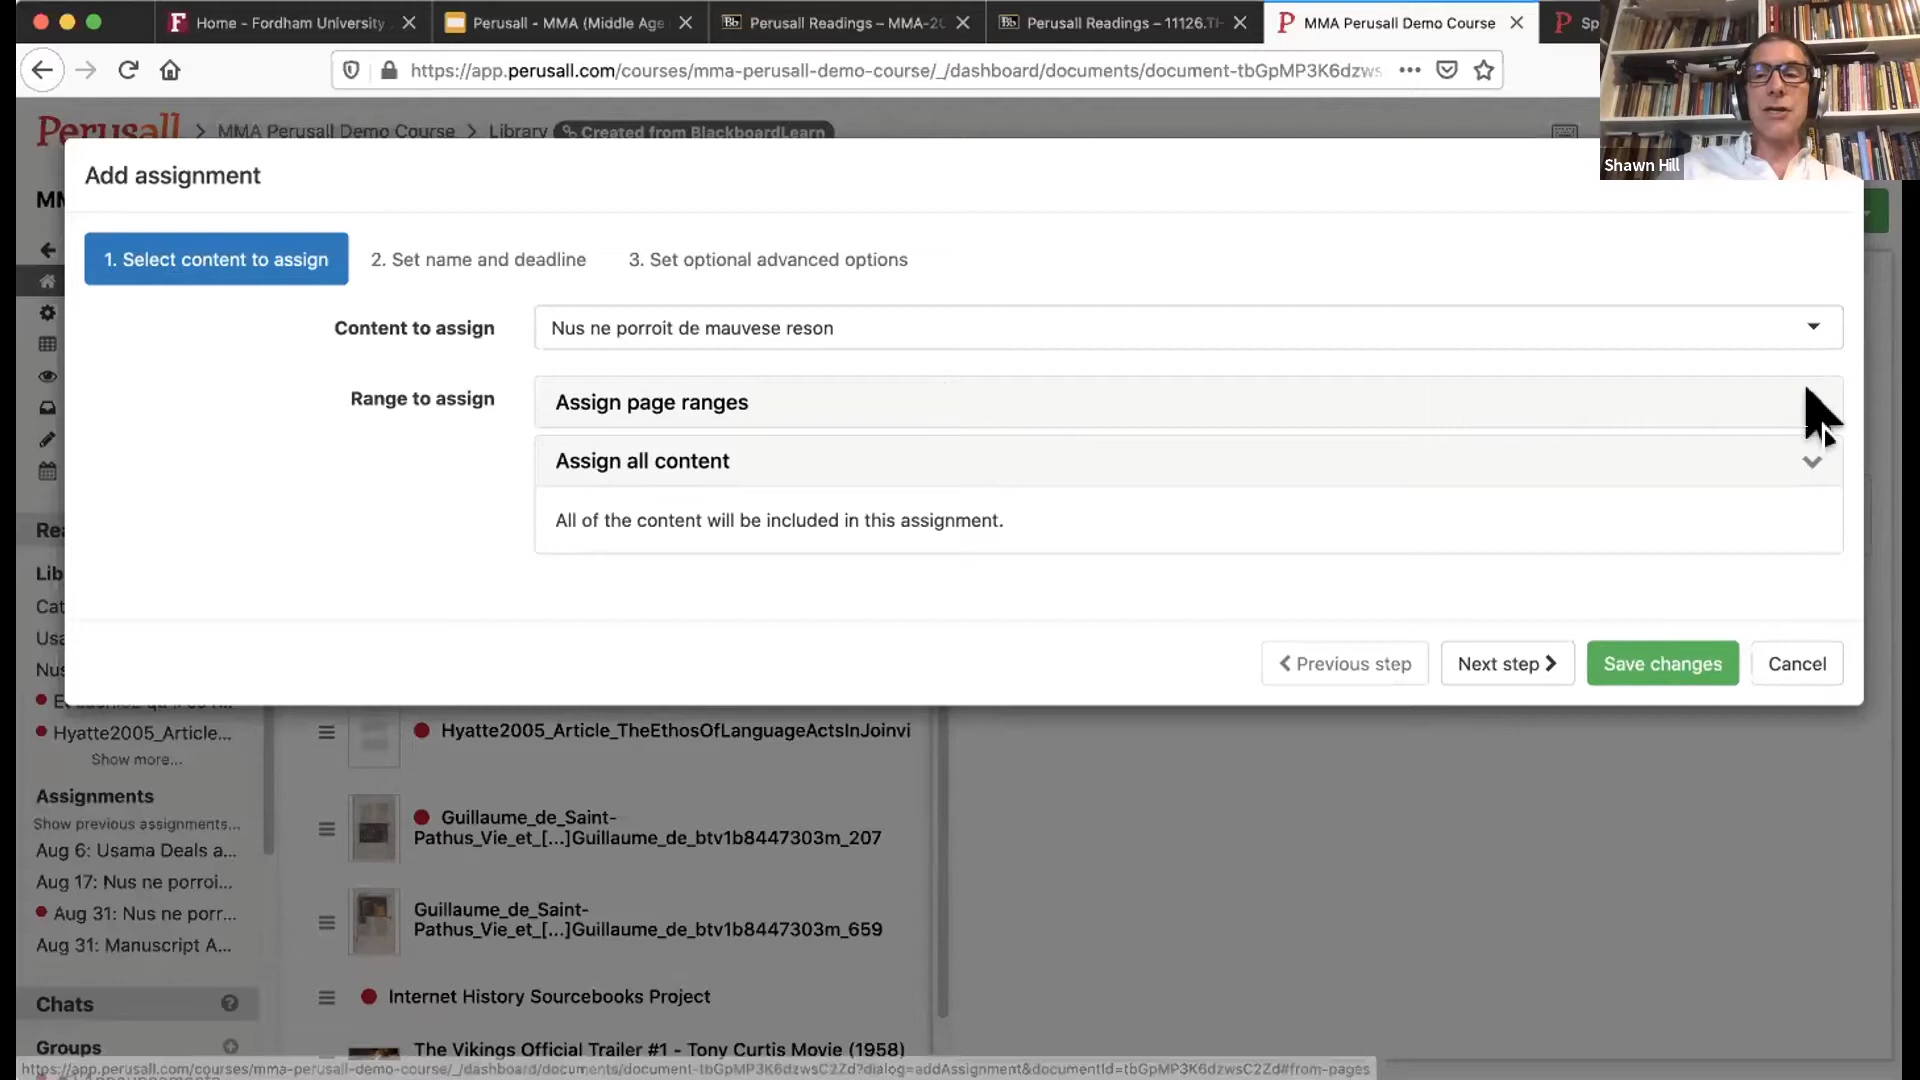 Home - Fordham University
Perusall - MMA (Middle Age
Bb Perusall Readings – MMA-20
Bb Perusall Readings – 11126.T
MMA Perusall Demo Course
Sp
https://app.perusall.com/courses/mma-perusall-demo-course/_/dashboard/documents/document-tbGpMP3K6dzws
Shawn Hill
Perusall > MMA Perusall Demo Course > Library Created from BlackboardLearn
Add assignment
1. Select content to assign 2. Set name and deadline 3. Set optional advanced options
Content to assign Nus ne porroit de mauvese reson
Range to assign Assign page ranges
Assign all content
All of the content will be included in this assignment.
Previous step Next step Save changes Cancel
MM
Rea
Lib
Cat
Usa
Nus
Hyatte2005_Article...
Show more...
Assignments
Show previous assignments...
Aug 6: Usama Deals a...
Aug 17: Nus ne porroi...
Aug 31: Nus ne porr...
Aug 31: Manuscript A...
Chats
Groups
Hyatte2005_Article_TheEthosOfLanguageActsInJoinvi
Guillaume_de_Saint-
Pathus_Vie_et_[...]Guillaume_de_btv1b8447303m_207
Guillaume_de_Saint-
Pathus_Vie_et_[...]Guillaume_de_btv1b8447303m_659
Internet History Sourcebooks Project
The Vikings Official Trailer #1 - Tony Curtis Movie (1958)
https://app.perusall.com/courses/mma-perusall-demo-course/_/dashboard/documents/document-tbGpMP3K6dzwsC2Zd?dialog=addAssignment&documentId=tbGpMP3K6dzwsC2Zd#from-pages